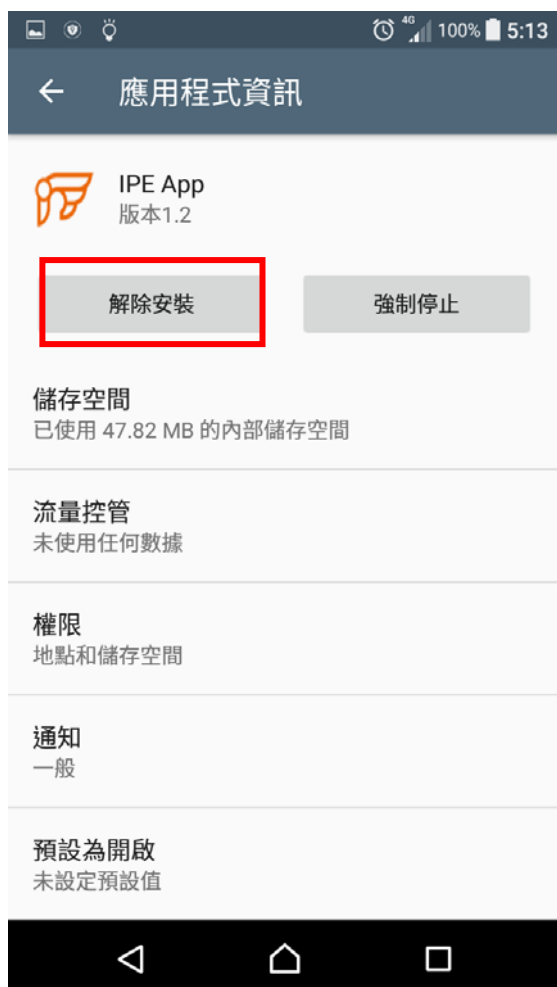 4G 100% 5:13
應用程式資訊
IPE App
版本1.2
解除安裝 強制停止
儲存空間
已使用 47.82 MB 的內部儲存空間
流量控管
未使用任何數據
權限
地點和儲存空間
通知
一般
預設為開啟
未設定預設值